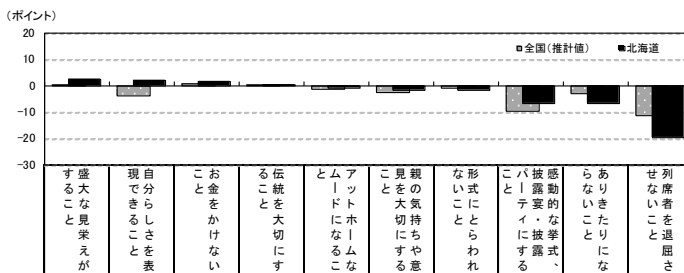 (ポイント)
20
10
0
−10
−20
−30
全国(推計値)
北海道
盛大な見栄えが
すること
自分らしさを表
現できること
お金をかけない
こと
伝統を大切にす
ること
アットホームな
ムードになるこ
と
親の気持ちや意
見を大切にする
こと
形式にとらわれ
ないこと
感動的な挙式、
披露宴・披露
パーティにする
こと
ありきたりにな
らないこと
列席者を退屈さ
せないこと